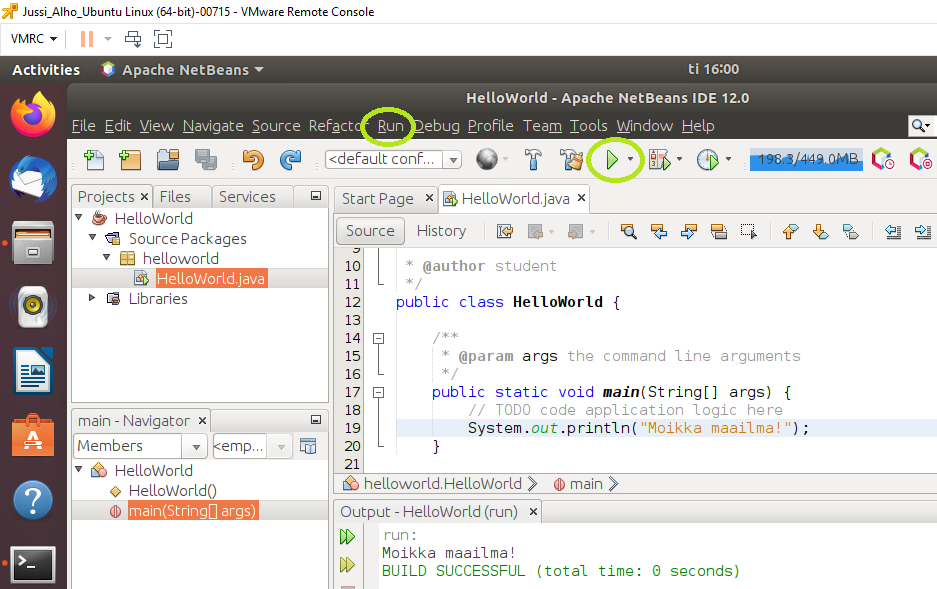 Jussi_Alho_Ubuntu Linux (64-bit)-00715 - VMware Remote Console
VMRC
Activities Apache NetBeans ti 16:00
HelloWorld - Apache NetBeans IDE 12.0
File Edit View Navigate Source Refactor Run Debug Profile Team Tools Window Help
<default conf... 198.3/449.0MB
Projects Files Services
HelloWorld
Source Packages
helloworld
HelloWorld.java
Libraries
Start Page HelloWorld.java
Source History
9
10 * @author student
11 */
12 public class HelloWorld {
13
14 /**
15 * @param args the command line arguments
16 */
17 public static void main(String[] args) {
18 // TODO code application logic here
19 System.out.println("Moikka maailma!");
20 }
21
helloworld.HelloWorld main
main - Navigator
Members <emp...
HelloWorld
HelloWorld()
main(String[] args)
Output - HelloWorld (run)
run:
Moikka maailma!
BUILD SUCCESSFUL (total time: 0 seconds)